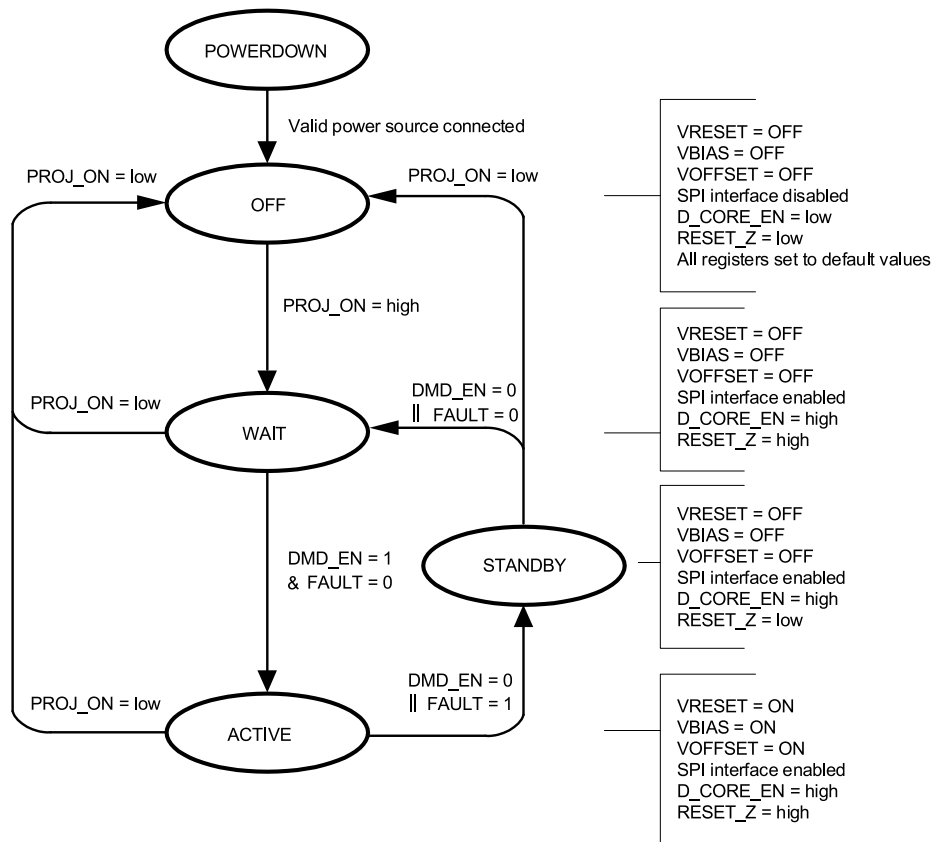 POWERDOWN
Valid power source connected
PROJ_ON = low
OFF
PROJ_ON = low
VRESET = OFF
VBIAS = OFF
VOFFSET = OFF
SPI interface disabled
D_CORE_EN = low
RESET_Z = low
All registers set to default values
PROJ_ON = high
PROJ_ON = low
WAIT
DMD_EN = 0
|| FAULT = 0
VRESET = OFF
VBIAS = OFF
VOFFSET = OFF
SPI interface enabled
D_CORE_EN = high
RESET_Z = high
DMD_EN = 1
& FAULT = 0
STANDBY
VRESET = OFF
VBIAS = OFF
VOFFSET = OFF
SPI interface enabled
D_CORE_EN = high
RESET_Z = low
PROJ_ON = low
ACTIVE
DMD_EN = 0
|| FAULT = 1
VRESET = ON
VBIAS = ON
VOFFSET = ON
SPI interface enabled
D_CORE_EN = high
RESET_Z = high